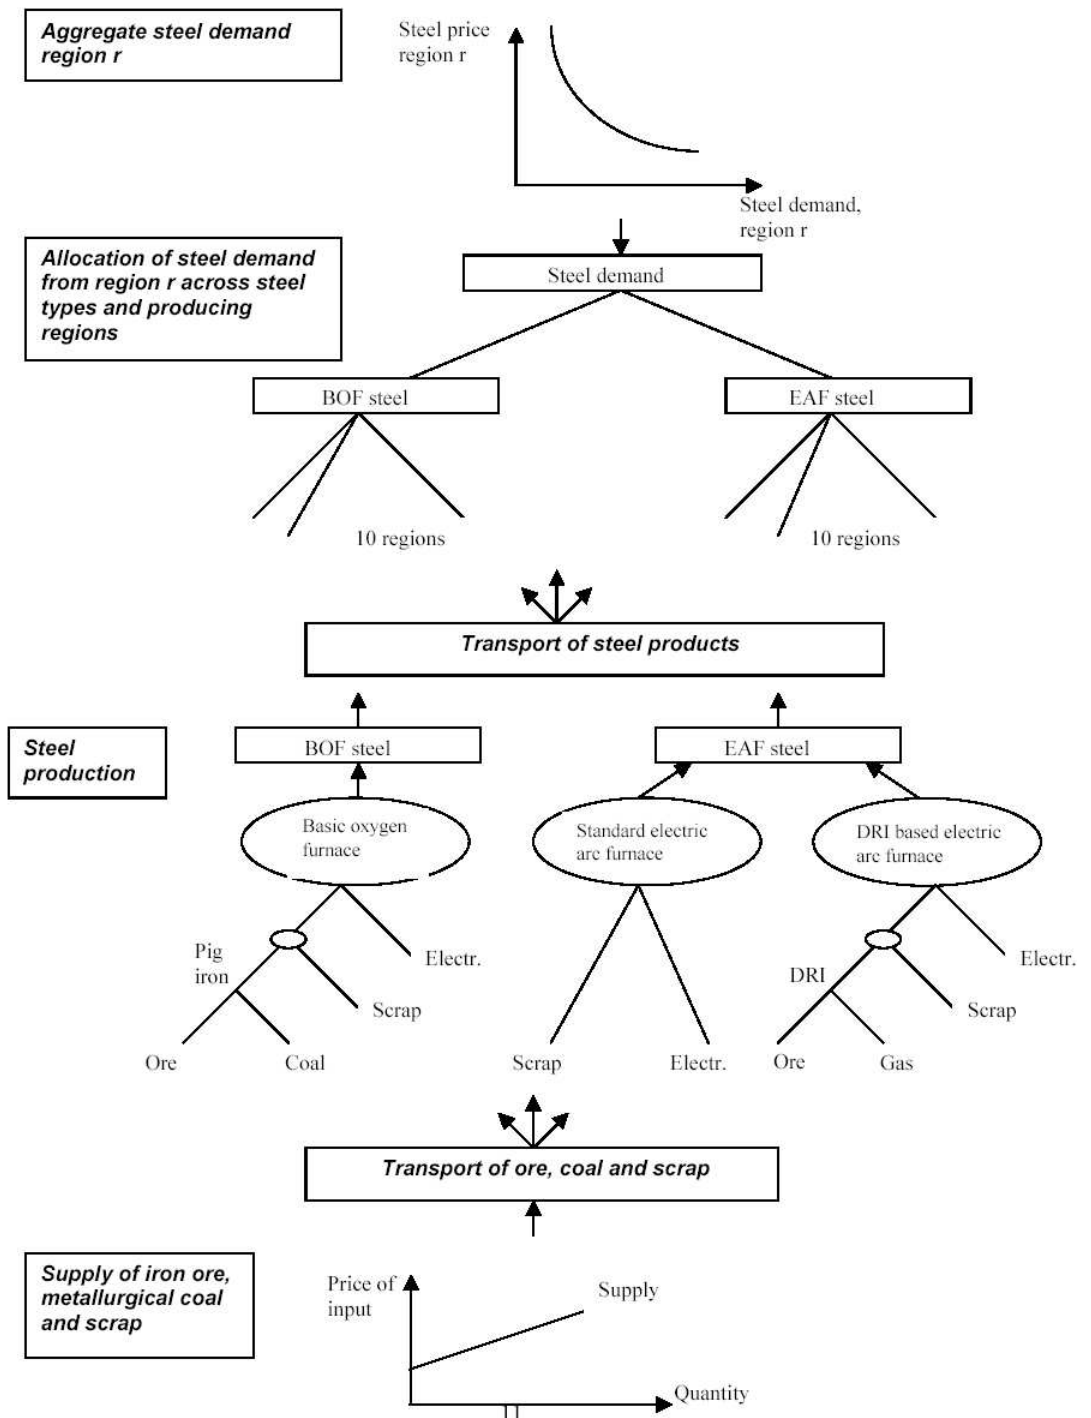 Aggregate steel demand
region r
Steel price
region r
Steel demand,
region r
Allocation of steel demand
from region r across steel
types and producing
regions
Steel demand
BOF steel
EAF steel
10 regions
10 regions
Transport of steel products
Steel
production
BOF steel
EAF steel
Basic oxygen
furnace
Standard electric
arc furnace
DRI based electric
arc furnace
Pig
iron
Electr.
Scrap
Ore
Coal
Scrap
Electr.
DRI
Electr.
Scrap
Ore
Gas
Transport of ore, coal and scrap
Supply of iron ore,
metallurgical coal
and scrap
Price of
input
Supply
Quantity